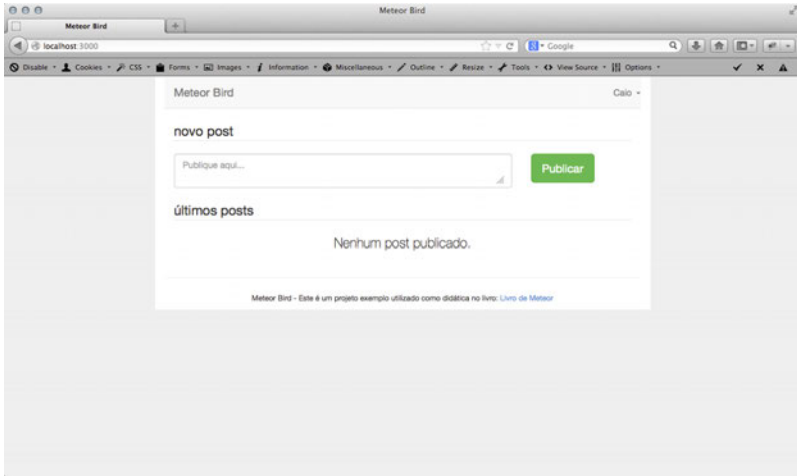 Meteor Bird
Meteor Bird
localhost:3000
Google
Disable Cookies CSS Forms Images Information Miscellaneous Outline Resize Tools View Source Options
Meteor Bird Caio
novo post
Publique aqui...
Publicar
últimos posts
Nenhum post publicado.
Meteor Bird - Este é um projeto exemplo utilizado como didática no livro: Livro de Meteor